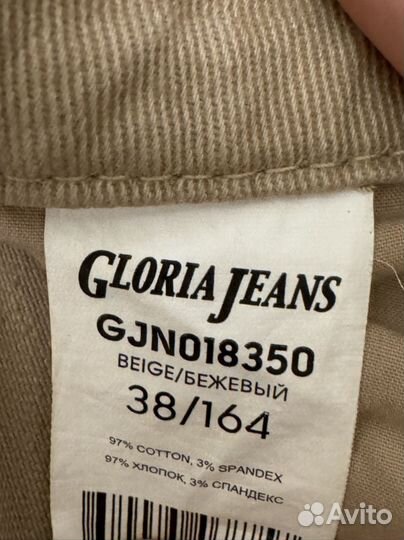 GLORIA JEANS
GJN018350
BEIGE/БЕЖЕВЫЙ
38/164
97% COTTON, 3% SPANDEX
97% ХЛОПОК, 3% СПАНДЕКС
Avito